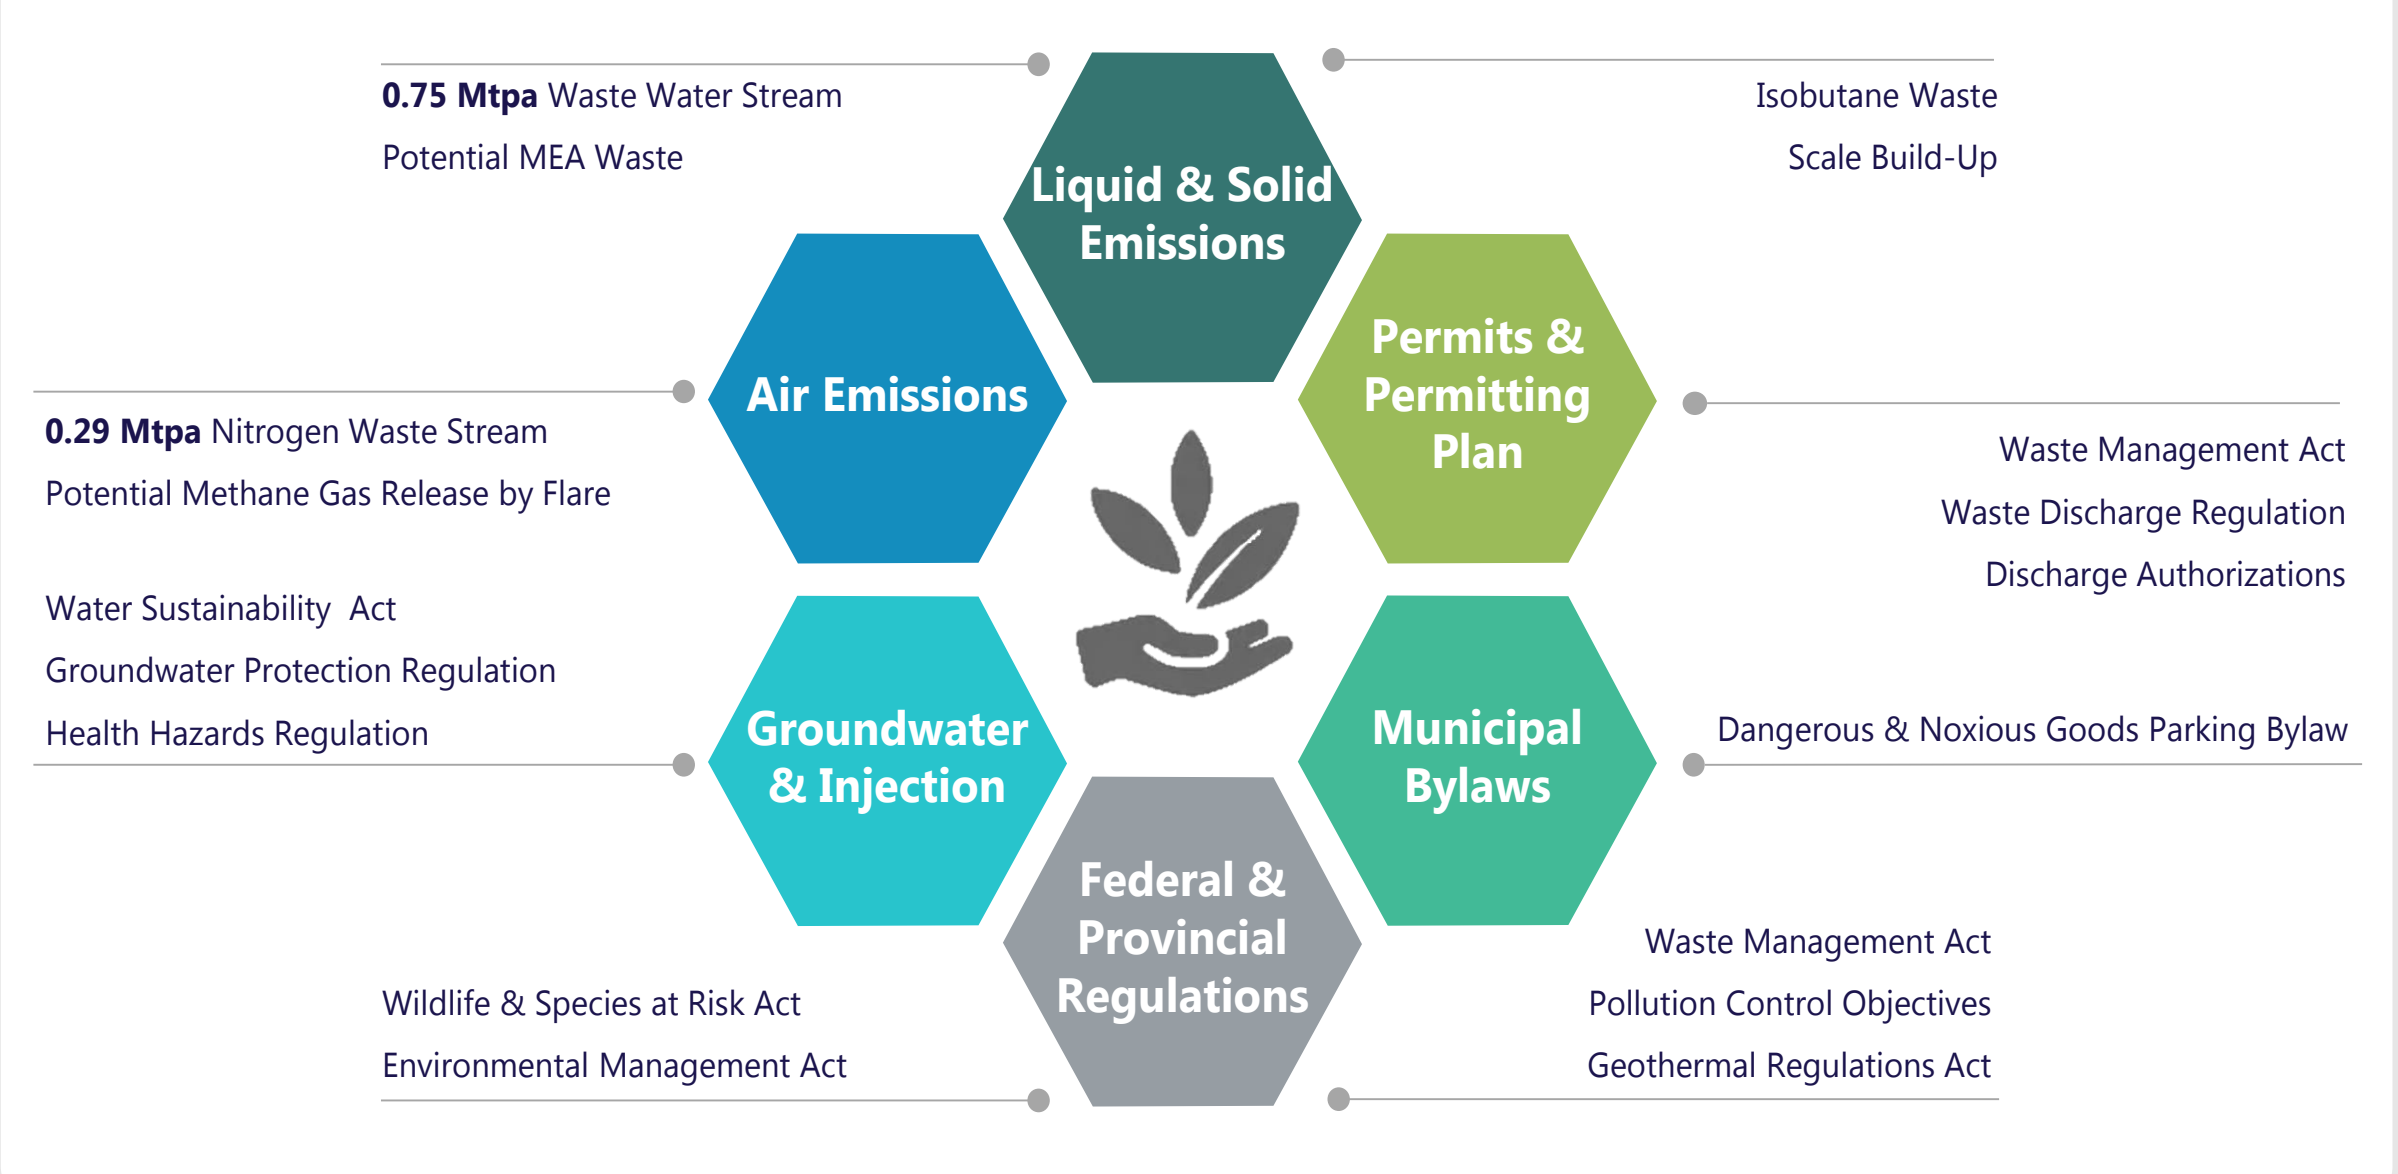 0.75 Mtpa Waste Water Stream
Potential MEA Waste
Isobutane Waste
Scale Build-Up
Liquid & Solid
Emissions
Air Emissions
0.29 Mtpa Nitrogen Waste Stream
Potential Methane Gas Release by Flare
Permits &
Permitting
Plan
Waste Management Act
Waste Discharge Regulation
Discharge Authorizations
Water Sustainability  Act
Groundwater Protection Regulation
Health Hazards Regulation
Groundwater
& Injection
Municipal
Bylaws
Dangerous & Noxious Goods Parking Bylaw
Federal &
Provincial
Regulations
Wildlife & Species at Risk Act
Environmental Management Act
Waste Management Act
Pollution Control Objectives
Geothermal Regulations Act